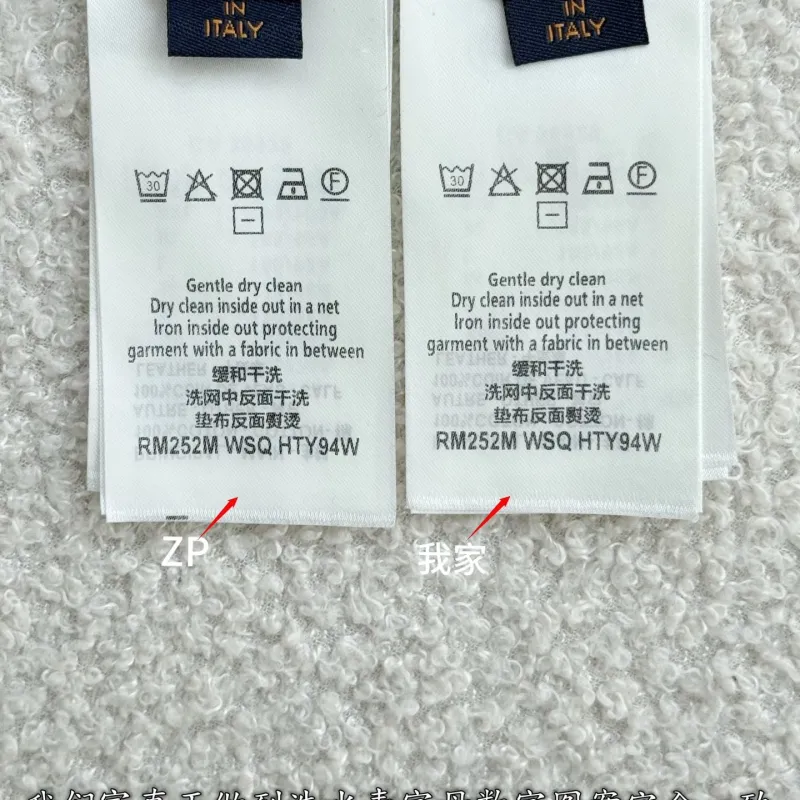 IN
ITALY
IN
ITALY
30
F
Gentle dry clean
Dry clean inside out in a net
Iron inside out protecting
garment with a fabric in between
缓和干洗
洗网中反面干洗
垫布反面熨烫
RM252M WSQ HTY94W
30
F
Gentle dry clean
Dry clean inside out in a net
Iron inside out protecting
garment with a fabric in between
缓和干洗
洗网中反面干洗
垫布反面熨烫
RM252M WSQ HTY94W
ZP
我家